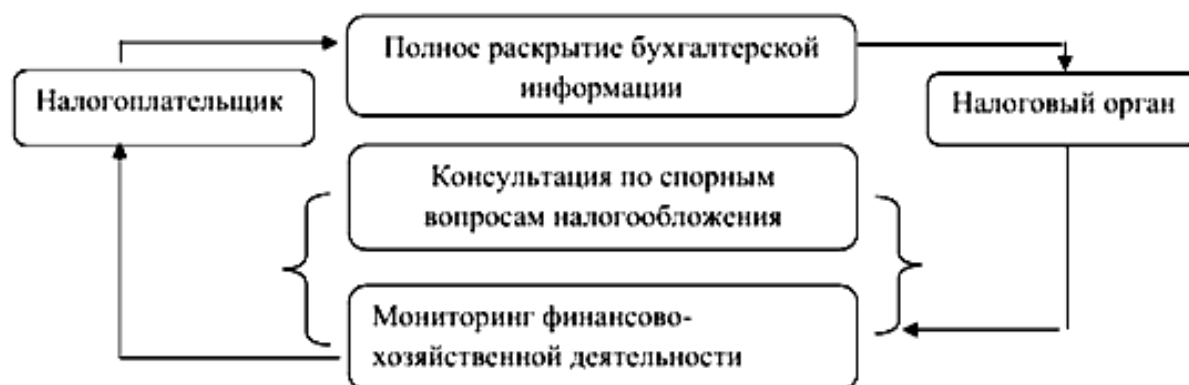 Полное раскрытие бухгалтерской
информации
Налогоплательщик
Налоговый орган
Консультация по спорным
вопросам налогообложения
Мониторинг финансово-
хозяйственной деятельности